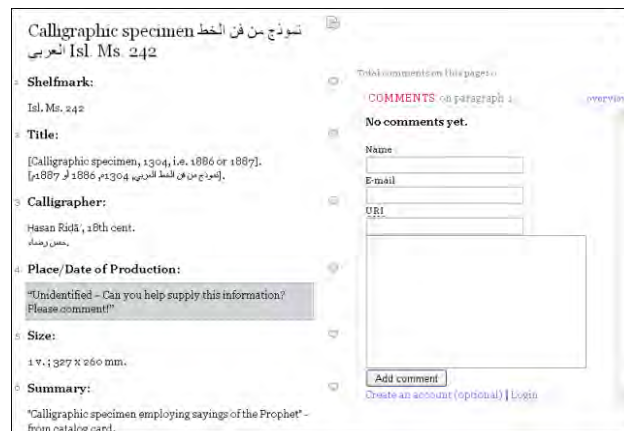 Calligraphic specimen نموذج من فن الخط
العربي Isl. Ms. 242
1 Shelfmark:
Isl. Ms. 242
2 Title:
[Calligraphic specimen, 1304, i.e. 1886 or 1887].
[نموذج من فن الخط العربي, 1304م, 1886 أو 1887م].
3 Calligrapher:
Hasan Riḍā', 18th cent.
حسن رضاء.
4 Place/Date of Production:
"Unidentified – Can you help supply this information?
Please comment!"
5 Size:
1 v. ; 327 x 260 mm.
6 Summary:
"Calligraphic specimen employing sayings of the Prophet" –
from catalog card.
Total comments on this page:
COMMENTS on paragraph
overview
No comments yet.
Name
E-mail
URI
Add comment
Create an account (optional) | Login